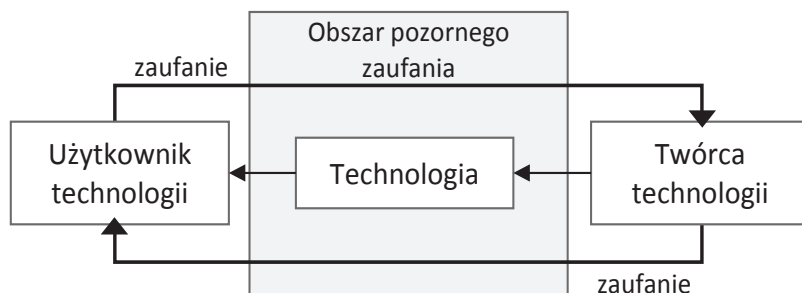 Obszar pozornego
zaufania
zaufanie
Użytkownik
technologii
Technologia
Twórca
technologii
zaufanie